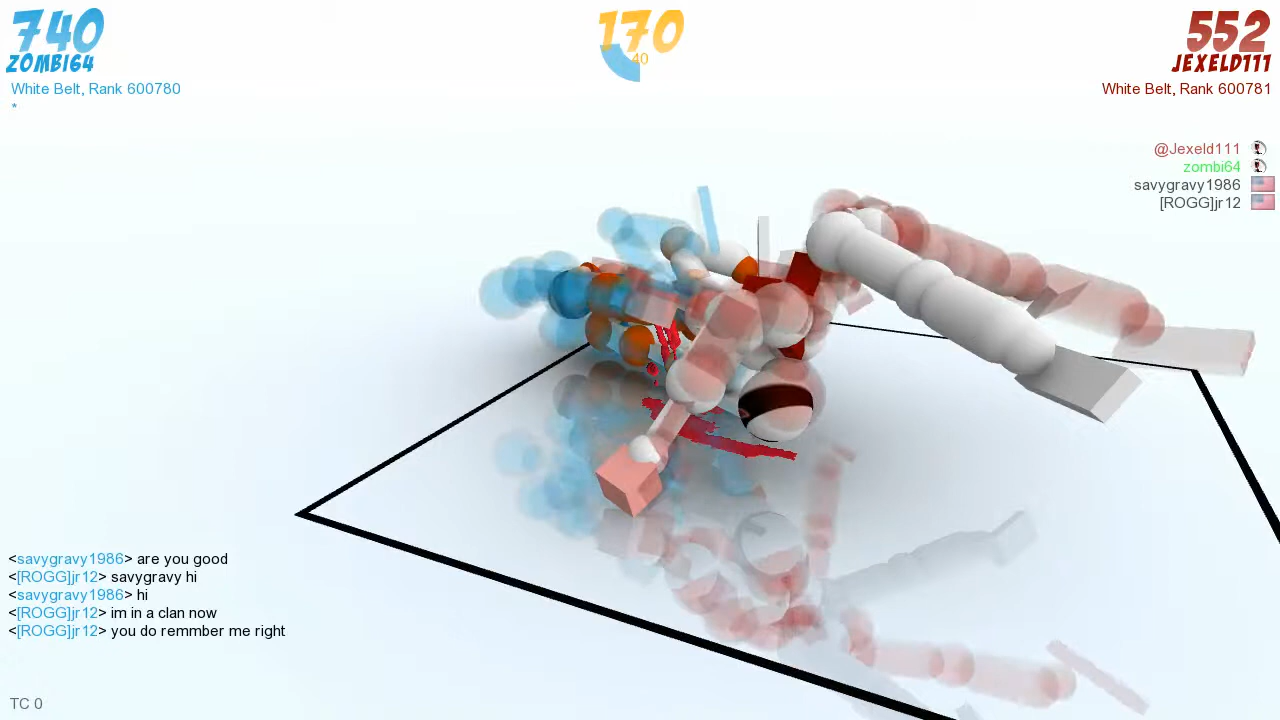 740
ZOMBI64
White Belt, Rank 600780
*
170
40
552
JEXELD111
White Belt, Rank 600781
@Jexeld111
zombi64
savygravy1986
[ROGG]jr12
<savygravy1986> are you good
<[ROGG]jr12> savygravy hi
<savygravy1986> hi
<[ROGG]jr12> im in a clan now
<[ROGG]jr12> you do remmber me right
TC 0